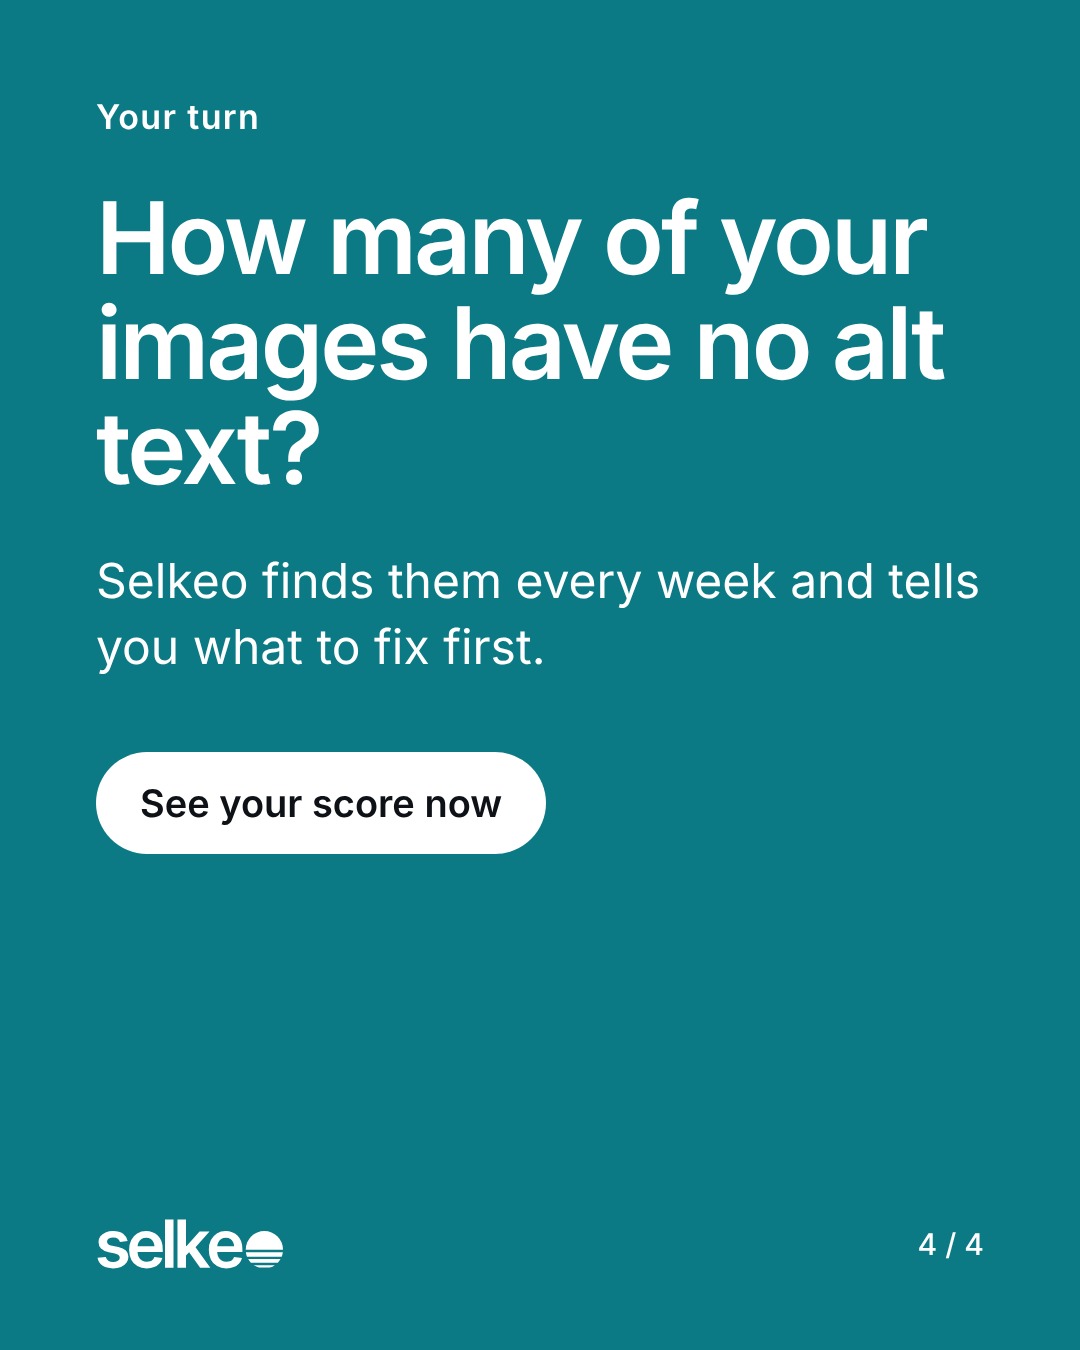 Your turn
How many of your
images have no alt
text?
Selkeo finds them every week and tells
you what to fix first.
See your score now
selkeo
4 / 4